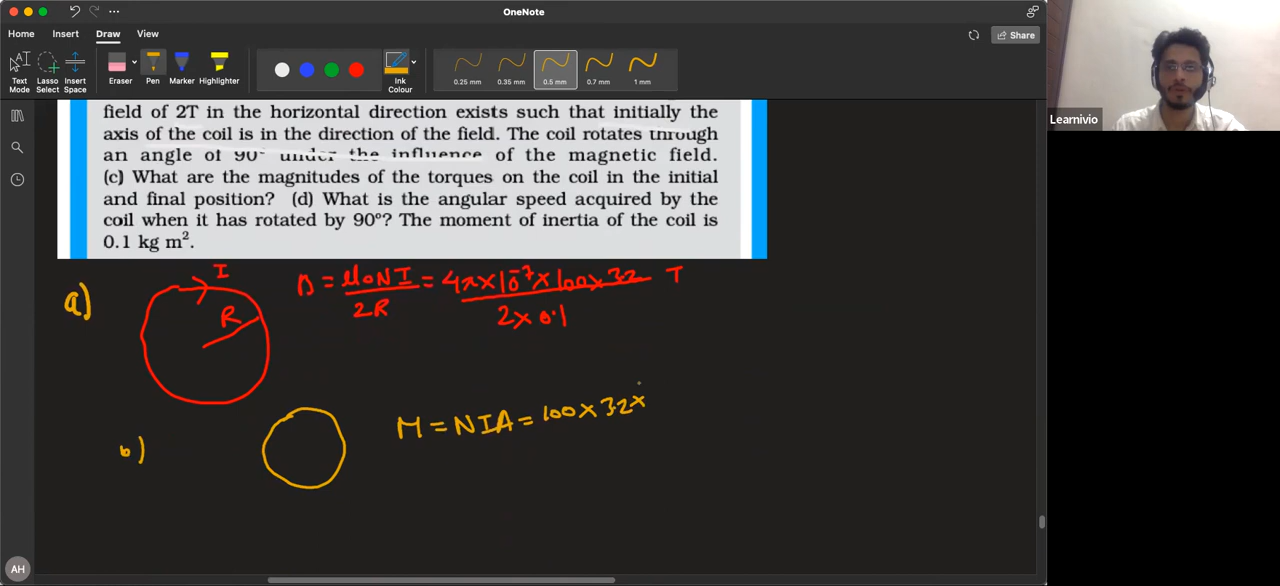 OneNote
Home Insert Draw View
Share
Text Mode
Lasso Select
Insert Space
Eraser
Pen
Marker
Highlighter
Ink Colour
0.25 mm
0.35 mm
0.5 mm
0.7 mm
1 mm
Learnivio
field of 2T in the horizontal direction exists such that initially the
axis of the coil is in the direction of the field. The coil rotates through
an angle of 90° under the influence of the magnetic field.
(c) What are the magnitudes of the torques on the coil in the initial
and final position? (d) What is the angular speed acquired by the
coil when it has rotated by 90°? The moment of inertia of the coil is
0.1 kg m².
a) I R B = μ₀NI / 2R = 4π×10⁻⁷×100×3.2 / 2×0.1 T
b) M = NIA = 100×3.2×
AH